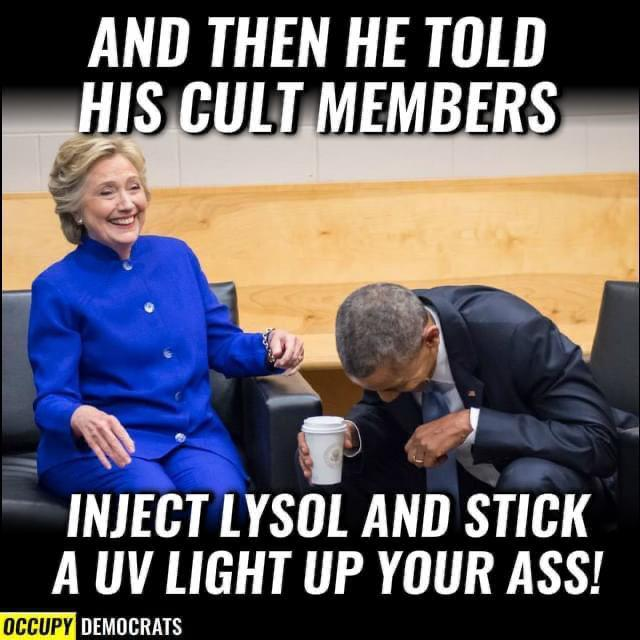 AND THEN HE TOLD
HIS CULT MEMBERS
INJECT LYSOL AND STICK
A UV LIGHT UP YOUR ASS!
OCCUPY DEMOCRATS